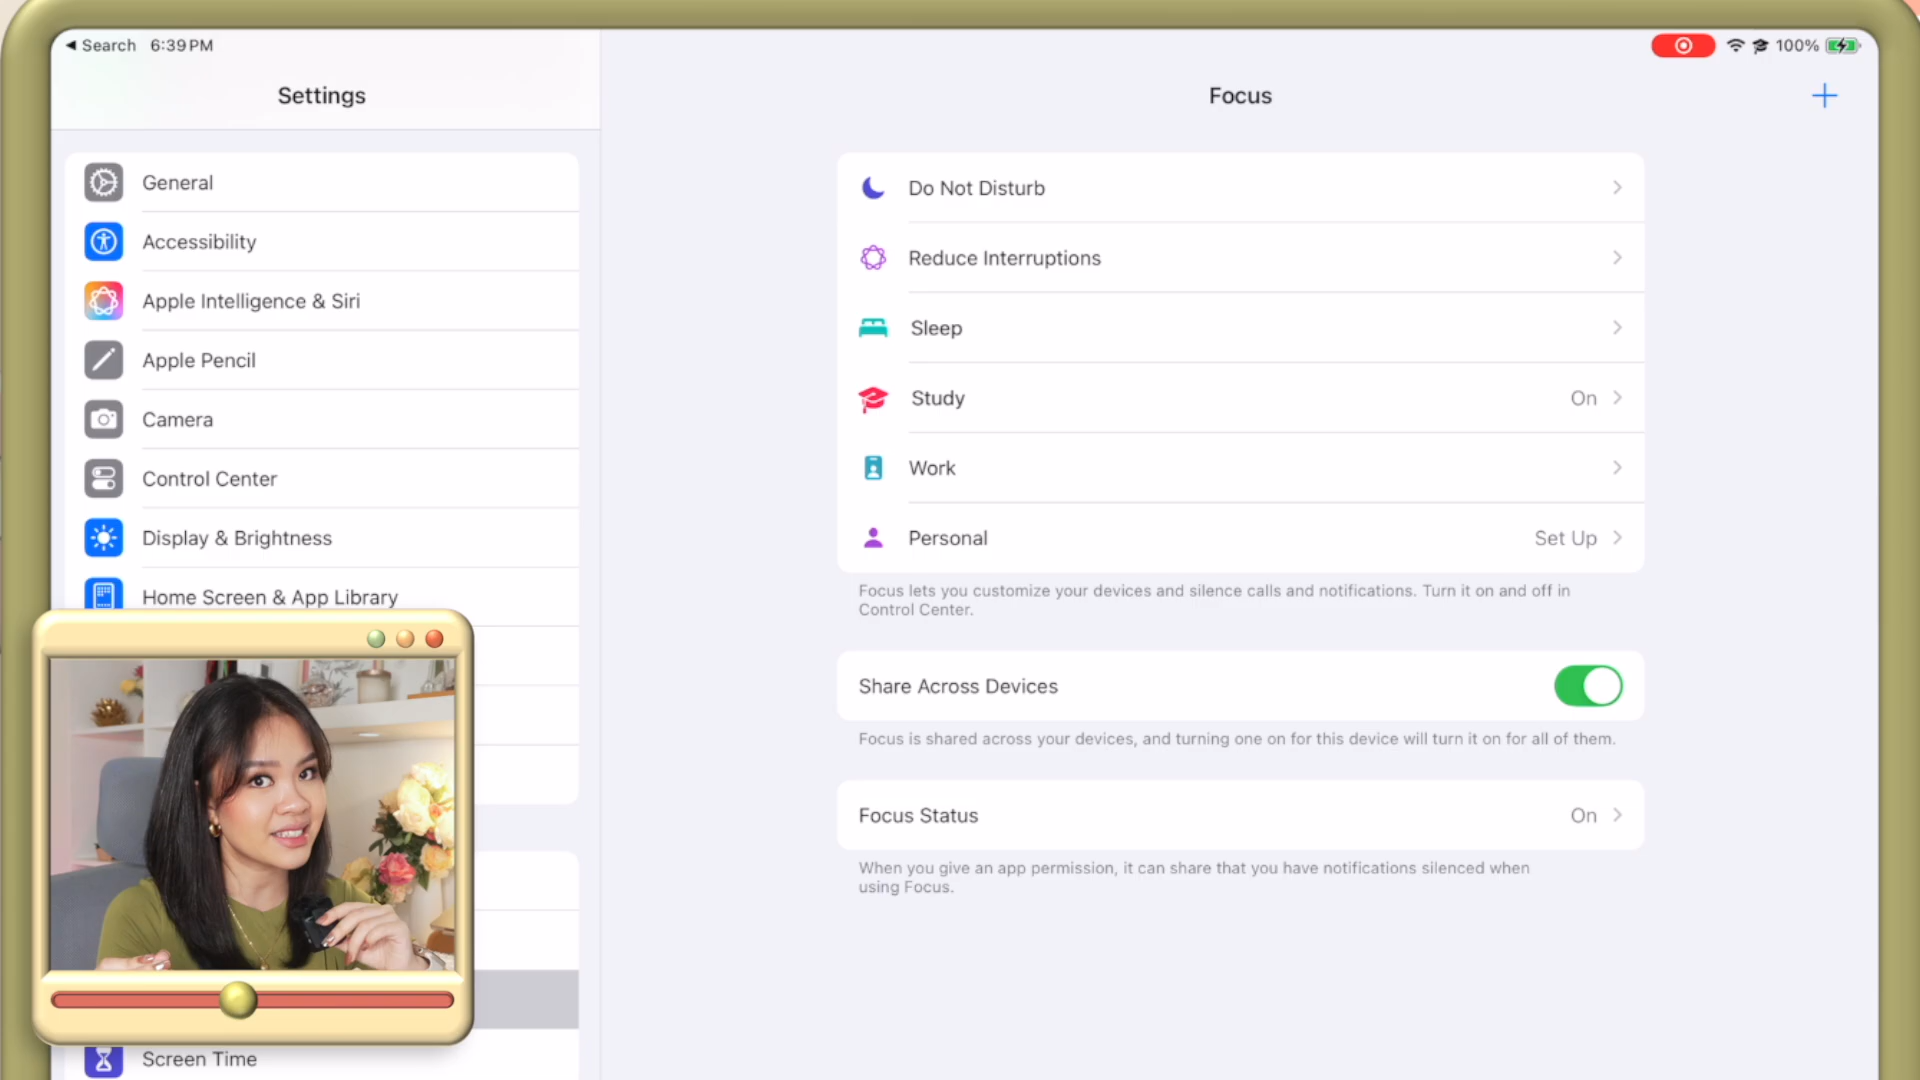 ◀ Search 6:39 PM
100%
Settings
General
Accessibility
Apple Intelligence & Siri
Apple Pencil
Camera
Control Center
Display & Brightness
Home Screen & App Library
Screen Time
Focus
Do Not Disturb
Reduce Interruptions
Sleep
Study On
Work
Personal Set Up
Focus lets you customize your devices and silence calls and notifications. Turn it on and off in
Control Center.
Share Across Devices
Focus is shared across your devices, and turning one on for this device will turn it on for all of them.
Focus Status On
When you give an app permission, it can share that you have notifications silenced when
using Focus.